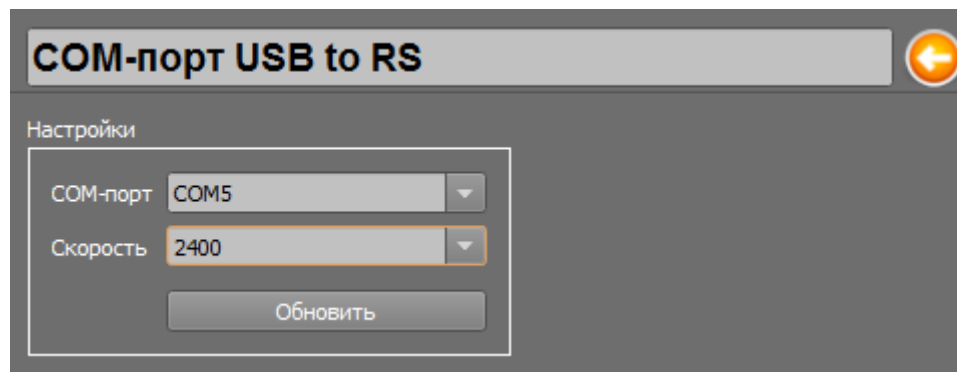 COM-порт USB to RS
Настройки
COM-порт COM5
Скорость 2400
Обновить